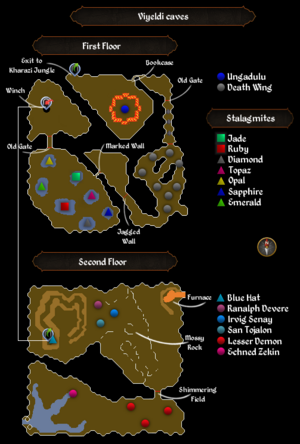 Viyeldi caves
First Floor
Exit to
Kharazi Jungle
Bookcase
Old Gate
Winch
Ungadulu
Death Wing
Stalagmites
Jade
Ruby
Diamond
Topaz
Opal
Sapphire
Emerald
Old Gate
Marked Wall
Jagged
Wall
Second Floor
Furnace
Blue Hat
Ranalph Devere
Irvig Senay
San Tojalon
Lesser Demon
Echned Zekin
Mossy
Rock
Shimmering
Field